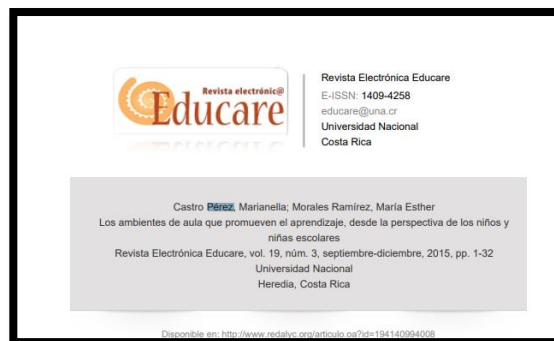 Revista electrónic@
Educare
Revista Electrónica Educare
E-ISSN: 1409-4258
educare@una.cr
Universidad Nacional
Costa Rica
Castro Pérez, Marianella; Morales Ramírez, María Esther
Los ambientes de aula que promueven el aprendizaje, desde la perspectiva de los niños y
niñas escolares
Revista Electrónica Educare, vol. 19, núm. 3, septiembre-diciembre, 2015, pp. 1-32
Universidad Nacional
Heredia, Costa Rica
Disponible en: http://www.redalyc.org/articulo.oa?id=194140994008